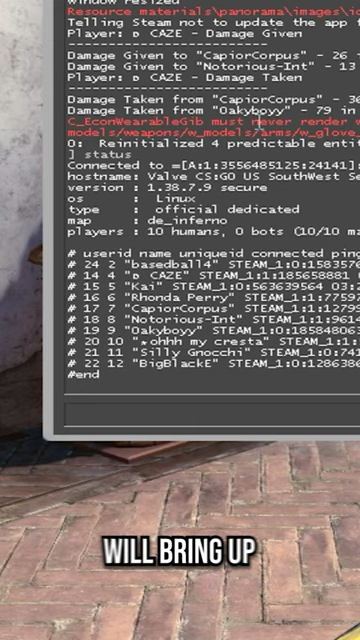 window resized
Resource materials\panorama\images\ic
Telling Steam not to update the app f
Player: ▷ CAZE - Damage Given
-------------------------
Damage Given to "CapiorCorpus" - 26
Damage Given to "Notorious-Int" - 13
Player: ▷ CAZE - Damage Taken
-------------------------
Damage Taken from "CapiorCorpus" - 36
Damage Taken from "Oakyboyy" - 79 in
C_EconWearableGib must never render w
models/weapons/w_models/arms/w_glove_
O:  Reinitialized 4 predictable entit
] status
Connected to =[A:1:3556485125:24141]:
hostname: Valve CS:GO US SouthWest Se
version : 1.38.7.9 secure
os      :  Linux
type    :  official dedicated
map     : de_inferno
players : 10 humans, 0 bots (10/10 ma
# userid name uniqueid connected ping
# 24 2 "basedball4" STEAM_1:0:1583576
# 14 4 "▷ CAZE" STEAM_1:1:1185658881
# 15 5 "Kai" STEAM_1:0:563639564 03:2
# 16 6 "Rhonda Perry" STEAM_1:1:7759
# 17 7 "CapiorCorpus" STEAM_1:1:12799
# 18 8 "Notorious-Int" STEAM_1:1:9614
# 19 9 "Oakyboyy" STEAM_1:0:18584806
# 20 10 "★ohhh my cresta" STEAM_1:1:
# 21 11 "Silly Gnocchi" STEAM_1:0:741
# 22 12 "BigBlackE" STEAM_1:0:1286386
#end
WILL BRING UP